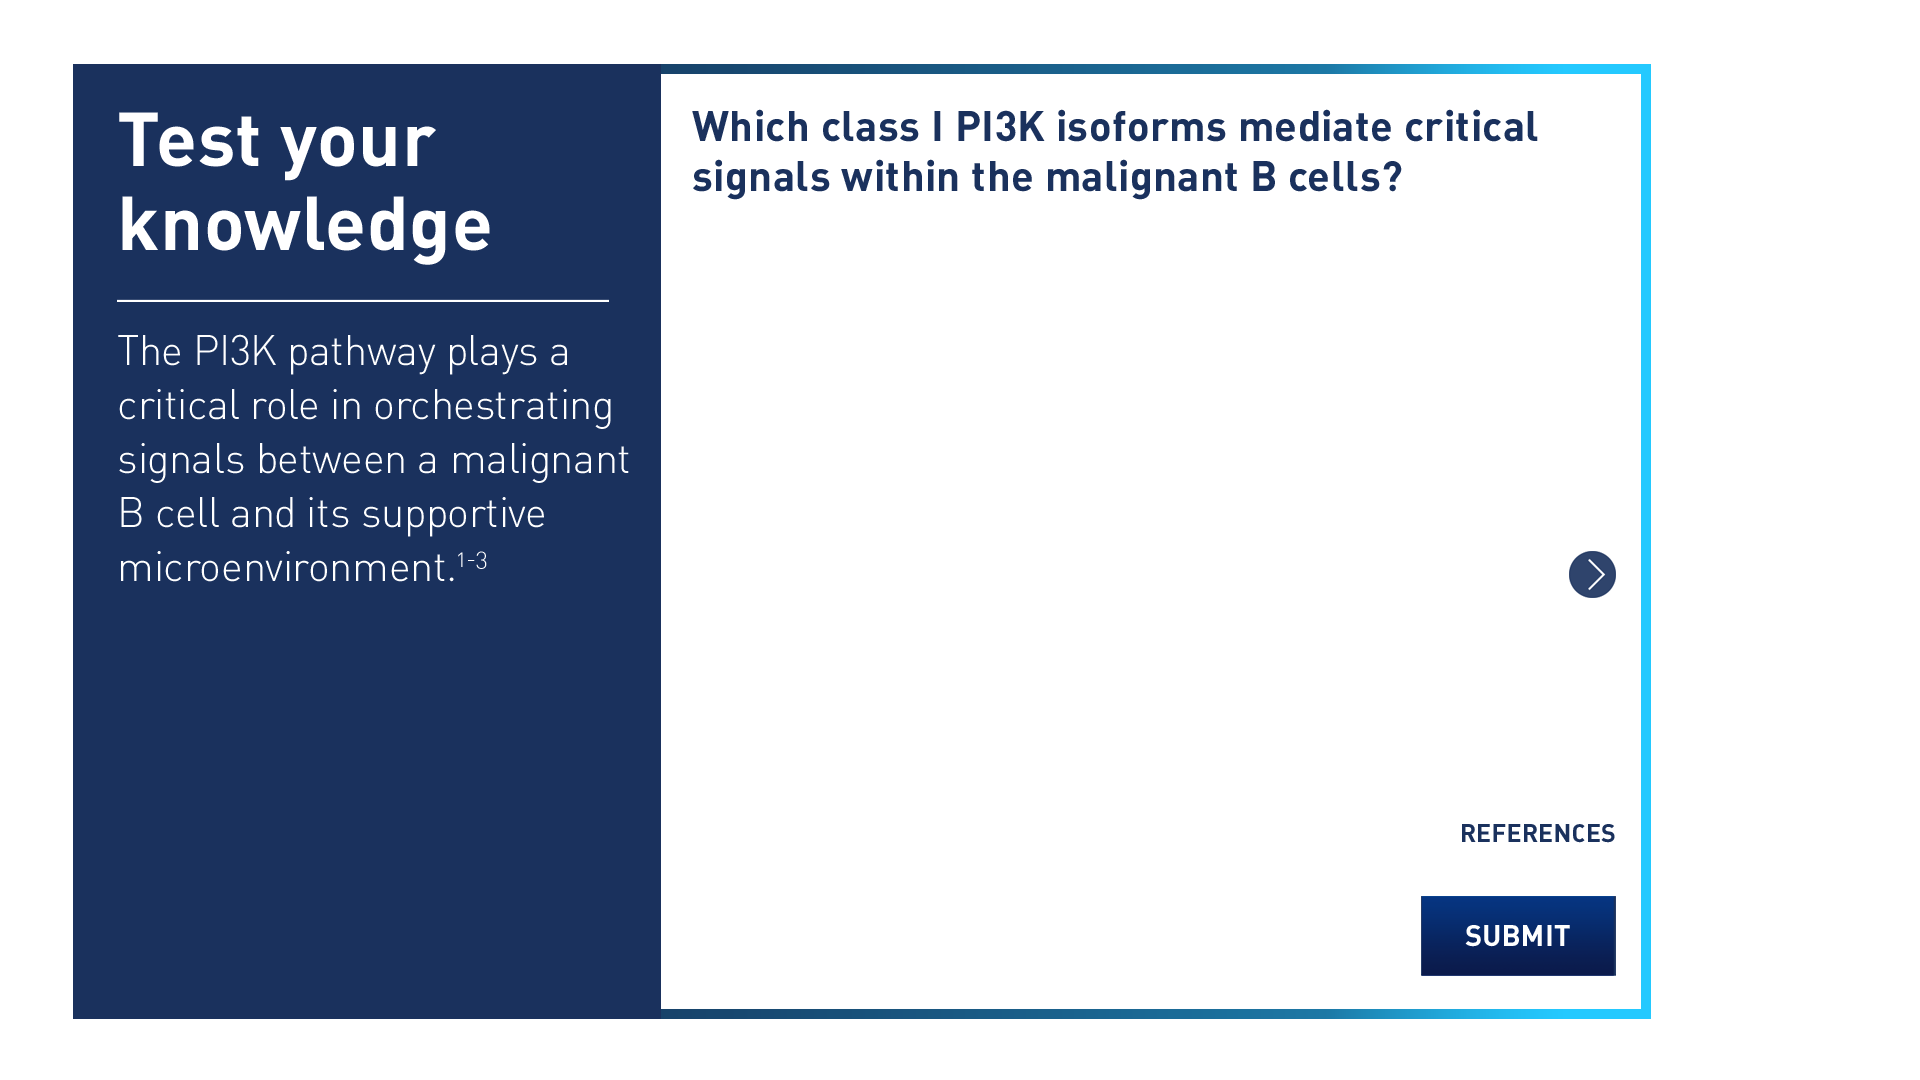 Test your
knowledge
The PI3K pathway plays a
critical role in orchestrating
signals between a malignant
B cell and its supportive
microenvironment.¹⁻³
Which class I PI3K isoforms mediate critical
signals within the malignant B cells?
REFERENCES
SUBMIT